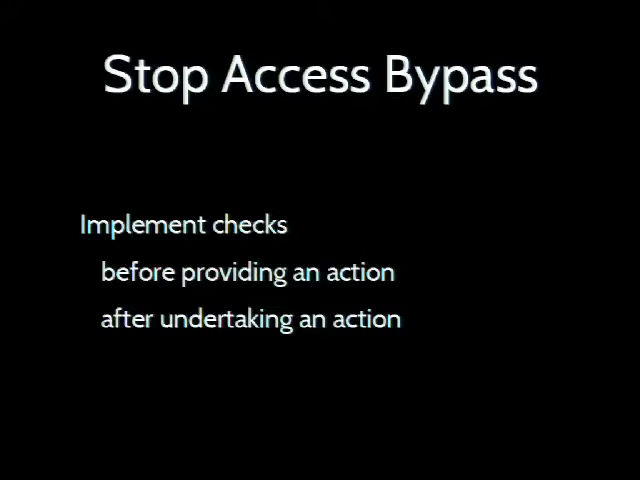 Stop Access Bypass
Implement checks
before providing an action
after undertaking an action